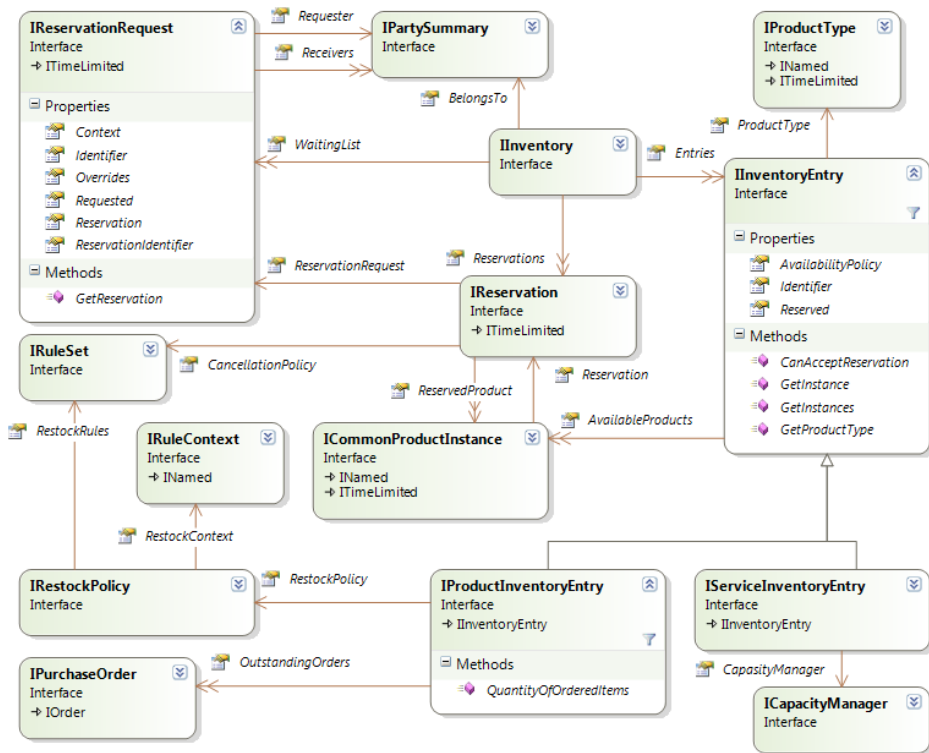 IReservationRequest
Interface
ITimeLimited
Properties
Context
Identifier
Overrides
Requested
Reservation
ReservationIdentifier
Methods
GetReservation
Requester
Receivers
IPartySummary
Interface
BelongsTo
IProductType
Interface
INamed
ITimeLimited
ProductType
WaitingList
IInventory
Interface
Entries
IInventoryEntry
Interface
Properties
AvailabilityPolicy
Identifier
Reserved
Methods
CanAcceptReservation
GetInstance
GetInstances
GetProductType
ReservationRequest
Reservations
IReservation
Interface
ITimeLimited
IRuleSet
Interface
CancellationPolicy
ReservedProduct
Reservation
RestockRules
IRuleContext
Interface
INamed
ICommonProductInstance
Interface
INamed
ITimeLimited
AvailableProducts
RestockContext
IRestockPolicy
Interface
RestockPolicy
IProductInventoryEntry
Interface
IInventoryEntry
Methods
QuantityOfOrderedItems
IServiceInventoryEntry
Interface
IInventoryEntry
OutstandingOrders
IPurchaseOrder
Interface
IOrder
CapasityManager
ICapacityManager
Interface